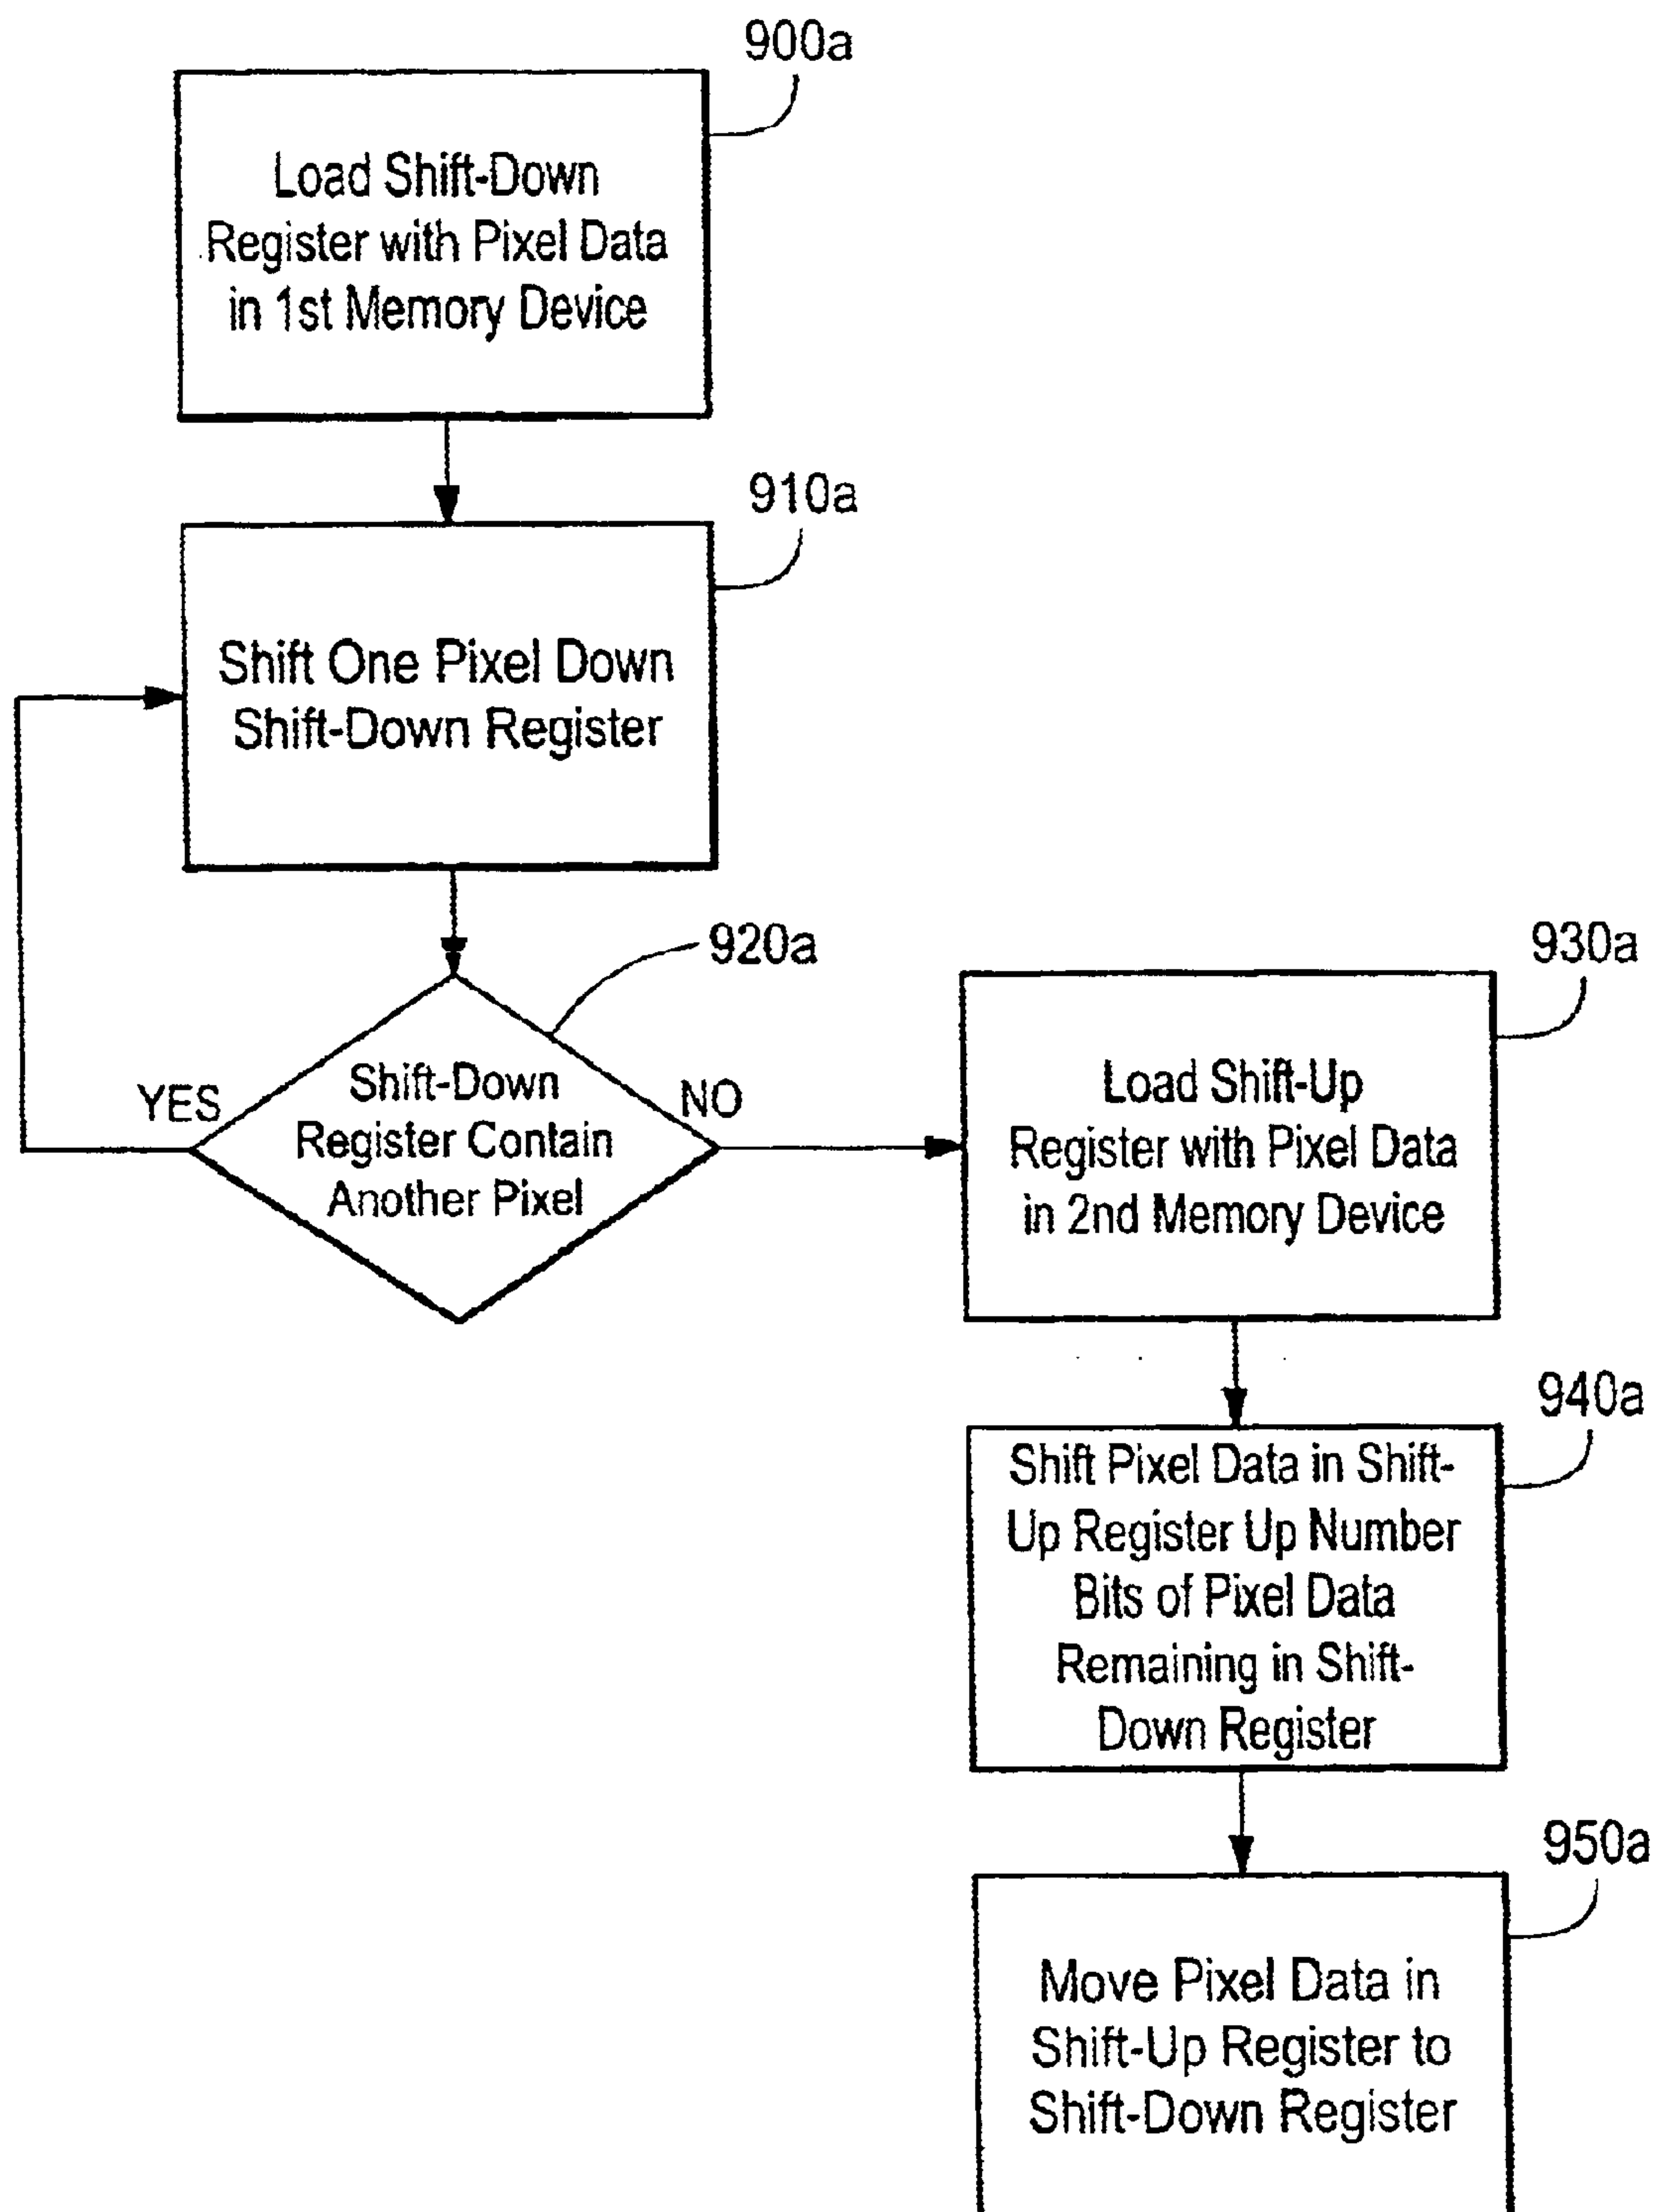 900a
Load Shift-Down
Register with Pixel Data
in 1st Memory Device
910a
Shift One Pixel Down
Shift-Down Register
920a
YES
Shift-Down
Register Contain
Another Pixel
NO
930a
Load Shift-Up
Register with Pixel Data
in 2nd Memory Device
940a
Shift Pixel Data in Shift-
Up Register Up Number
Bits of Pixel Data
Remaining in Shift-
Down Register
950a
Move Pixel Data in
Shift-Up Register to
Shift-Down Register